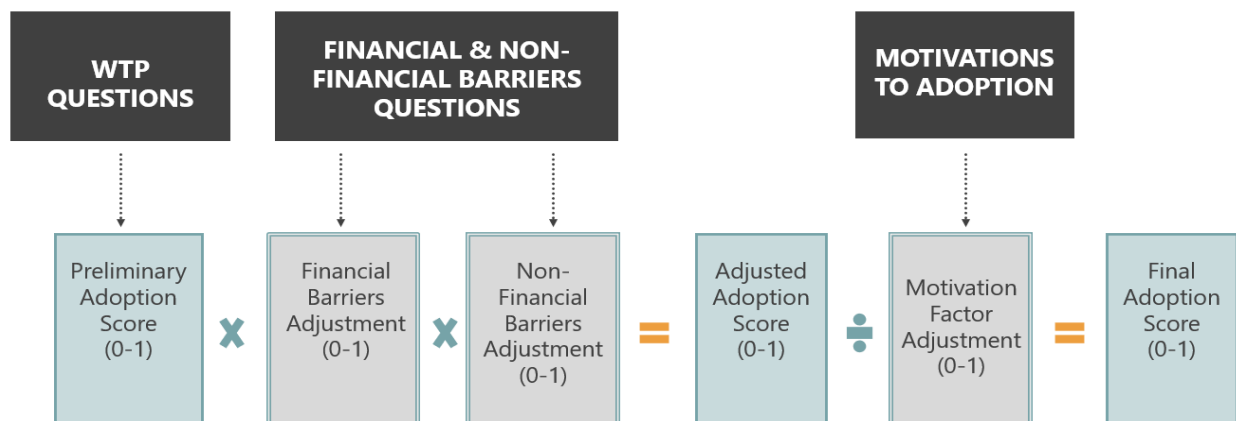 WTP
QUESTIONS
FINANCIAL & NON-
FINANCIAL BARRIERS
QUESTIONS
MOTIVATIONS
TO ADOPTION
Preliminary
Adoption
Score
(0-1)
×
Financial
Barriers
Adjustment
(0-1)
×
Non-
Financial
Barriers
Adjustment
(0-1)
=
Adjusted
Adoption
Score
(0-1)
÷
Motivation
Factor
Adjustment
(0-1)
=
Final
Adoption
Score
(0-1)